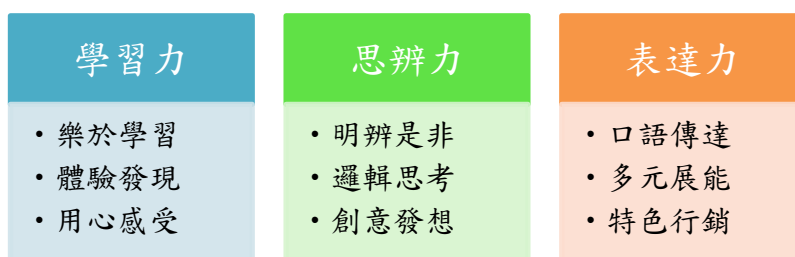 學習力
・樂於學習
・體驗發現
・用心感受
思辨力
・明辨是非
・邏輯思考
・創意發想
表達力
・口語傳達
・多元展能
・特色行銷